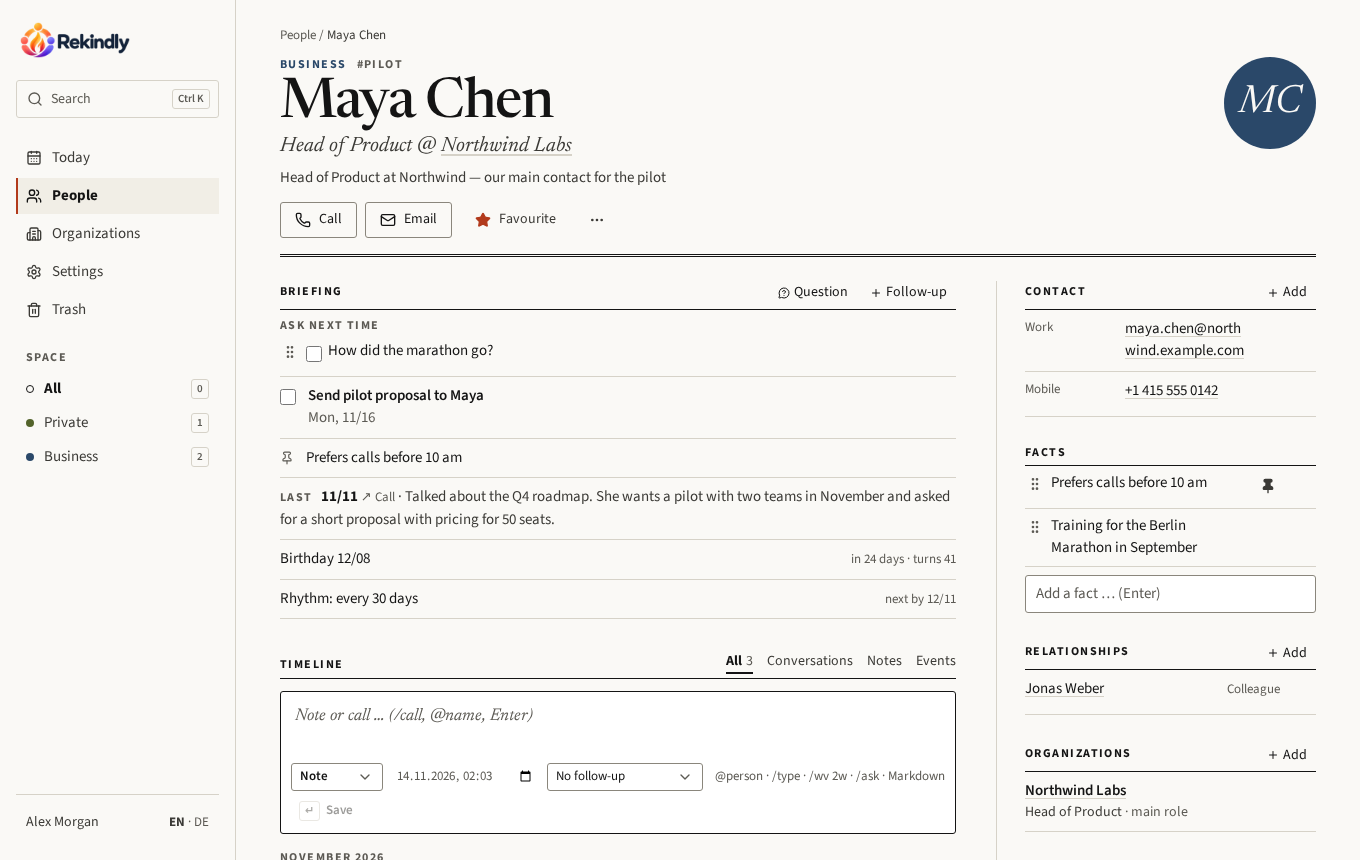 Rekindly
Search
Ctrl K
Today
People
Organizations
Settings
Trash
SPACE
All
0
Private
1
Business
2
Alex Morgan
EN · DE
People / Maya Chen
BUSINESS #PILOT
Maya Chen
Head of Product @ Northwind Labs
Head of Product at Northwind — our main contact for the pilot
MC
Call
Email
Favourite
BRIEFING
Question
+ Follow-up
ASK NEXT TIME
How did the marathon go?
Send pilot proposal to Maya
Mon, 11/16
Prefers calls before 10 am
LAST 11/11 ↗ Call · Talked about the Q4 roadmap. She wants a pilot with two teams in November and asked
for a short proposal with pricing for 50 seats.
Birthday 12/08
in 24 days · turns 41
Rhythm: every 30 days
next by 12/11
TIMELINE
All 3
Conversations
Notes
Events
Note or call … (/call, @name, Enter)
Note
14.11.2026, 02:03
No follow-up
@person · /type · /wv 2w · /ask · Markdown
↵ Save
NOVEMBER 2026
CONTACT
+ Add
Work
maya.chen@north
wind.example.com
Mobile
+1 415 555 0142
FACTS
Prefers calls before 10 am
Training for the Berlin
Marathon in September
Add a fact … (Enter)
RELATIONSHIPS
+ Add
Jonas Weber
Colleague
ORGANIZATIONS
+ Add
Northwind Labs
Head of Product · main role